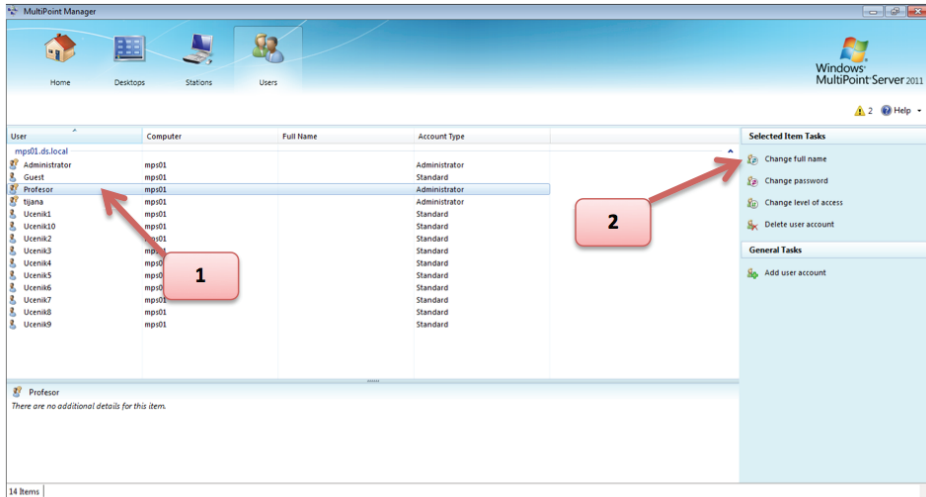 MultiPoint Manager
Home Desktops Stations Users
Windows
MultiPoint Server 2011
2 Help
User Computer Full Name Account Type
mps01.ds.local
Administrator mps01 Administrator
Guest mps01 Standard
Profesor mps01 Administrator
tijana mps01 Administrator
Ucenik1 mps01 Standard
Ucenik10 mps01 Standard
Ucenik2 mps01 Standard
Ucenik3 Standard
Ucenik4 Standard
Ucenik5 Standard
Ucenik6 Standard
Ucenik7 mps01 Standard
Ucenik8 mps01 Standard
Ucenik9 mps01 Standard
1
2
Selected Item Tasks
Change full name
Change password
Change level of access
Delete user account
General Tasks
Add user account
Profesor
There are no additional details for this item.
14 Items